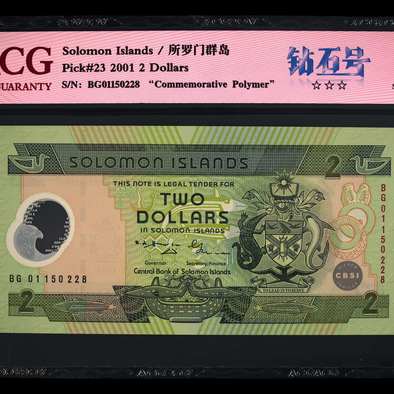 ACG
GUARANTY
Solomon Islands / 所罗门群岛
Pick#23 2001 2 Dollars
S/N: BG01150228 “Commemorative Polymer”
钻石号
☆☆☆
SOLOMON ISLANDS
2
THIS NOTE IS LEGAL TENDER FOR
TWO
DOLLARS
IN SOLOMON ISLANDS
Governor
Central Bank of Solomon Islands
BG 01150228
BG01150228
CBSI
2
2